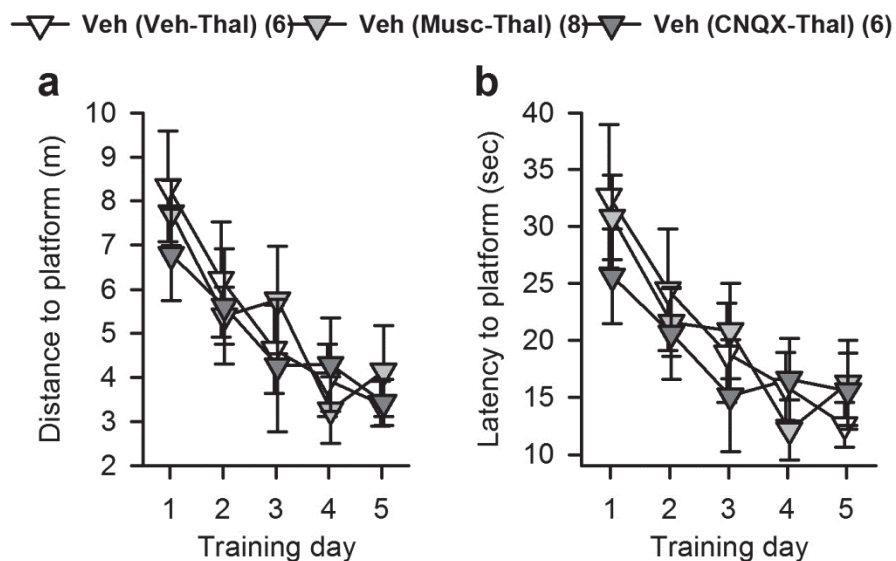 Veh (Veh-Thal) (6) Veh (Musc-Thal) (8) Veh (CNQX-Thal) (6)
a
b
Distance to platform (m)
10
9
8
7
6
5
4
3
2
1 2 3 4 5
Training day
Latency to platform (sec)
40
35
30
25
20
15
10
1 2 3 4 5
Training day